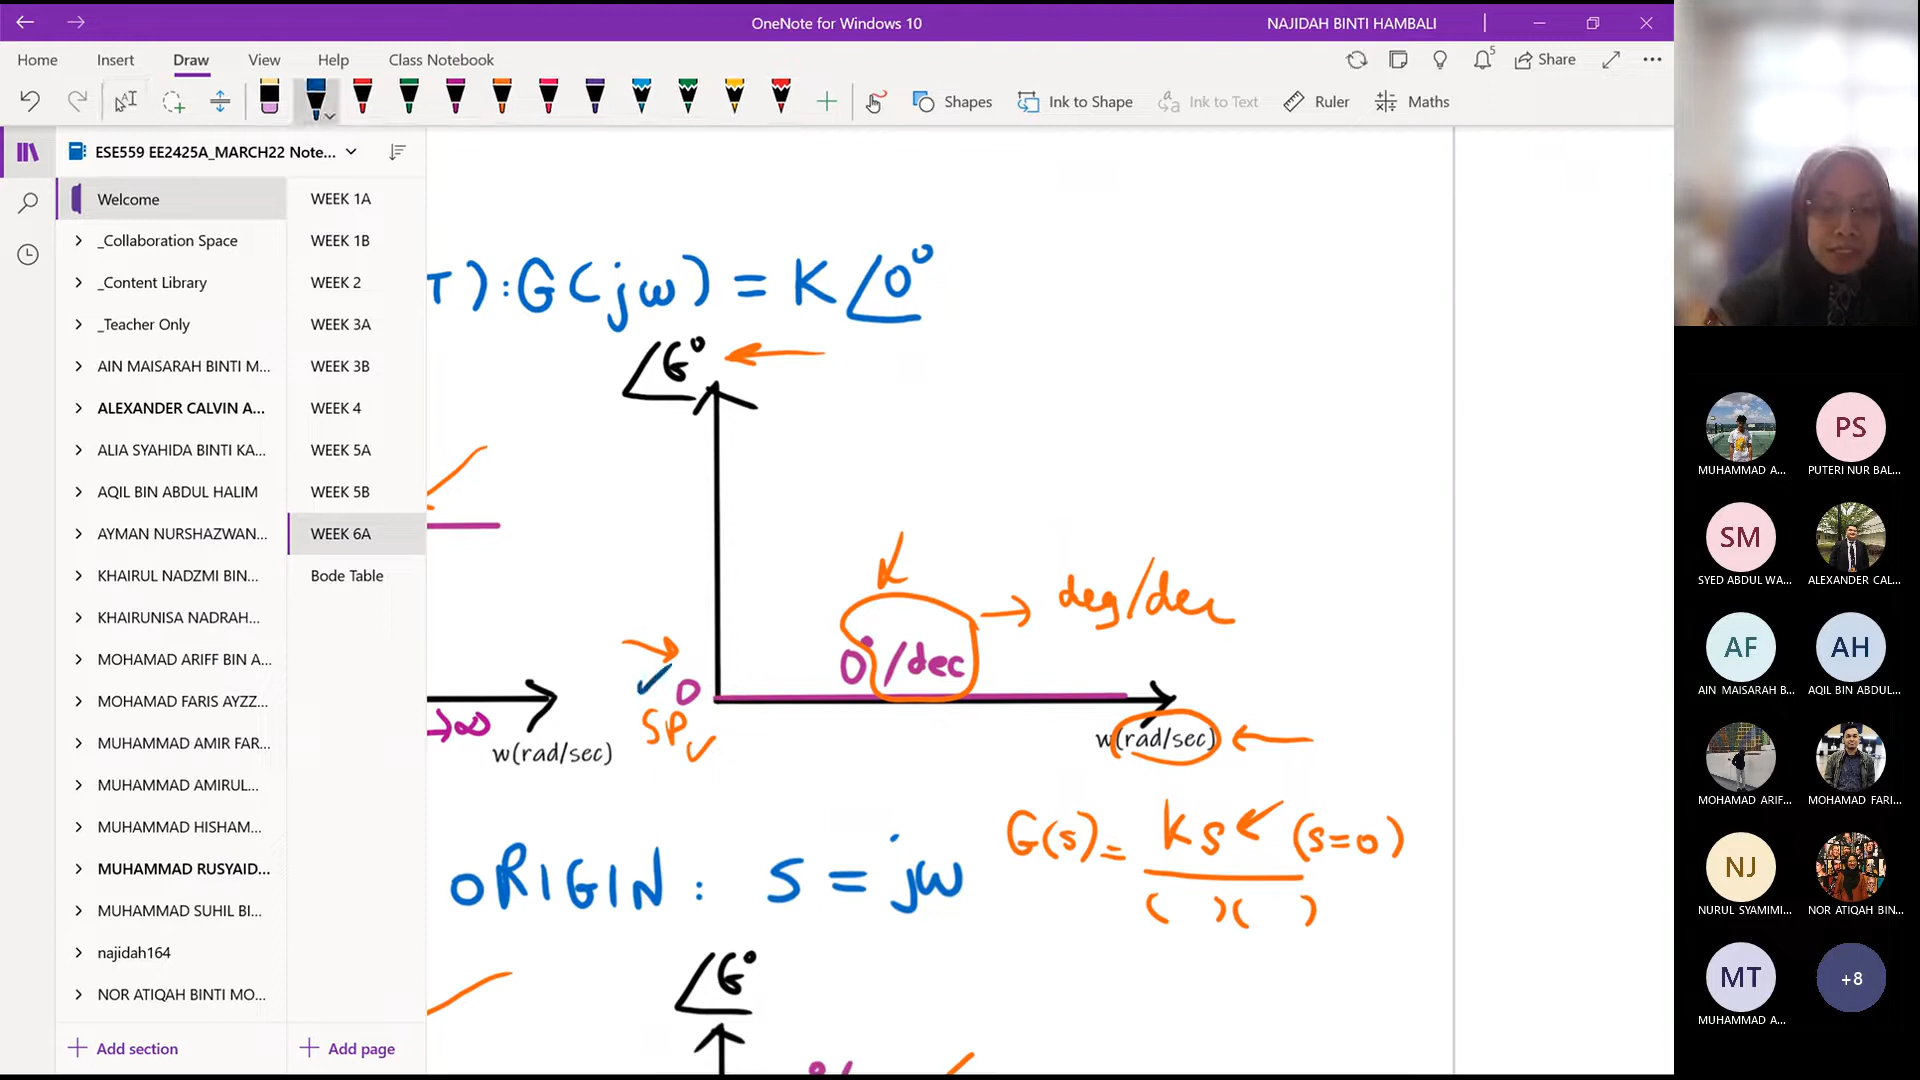 OneNote for Windows 10
NAJIDAH BINTI HAMBALI
Home Insert Draw View Help Class Notebook
5
Share
Shapes Ink to Shape Ink to Text Ruler Maths
ESE559 EE2425A_MARCH22 Note...
Welcome
_Collaboration Space
_Content Library
_Teacher Only
AIN MAISARAH BINTI M...
ALEXANDER CALVIN A...
ALIA SYAHIDA BINTI KA...
AQIL BIN ABDUL HALIM
AYMAN NURSHAZWAN...
KHAIRUL NADZMI BIN...
KHAIRUNISA NADRAH...
MOHAMAD ARIFF BIN A...
MOHAMAD FARIS AYZZ...
MUHAMMAD AMIR FAR...
MUHAMMAD AMIRUL...
MUHAMMAD HISHAM...
MUHAMMAD RUSYAID...
MUHAMMAD SUHIL BI...
najidah164
NOR ATIQAH BINTI MO...
Add section
WEEK 1A
WEEK 1B
WEEK 2
WEEK 3A
WEEK 3B
WEEK 4
WEEK 5A
WEEK 5B
WEEK 6A
Bode Table
Add page
T):G(jω) = K∠0°
∠G°
deg/dec
0°/dec
0
SP
→∞
w(rad/sec)
w(rad/sec)
G(s) = Ks (s=0)
( )( )
ORIGIN: S = jω
∠G°
MUHAMMAD A...
PS
PUTERI NUR BAL...
SM
SYED ABDUL WA...
ALEXANDER CAL...
AF
AIN MAISARAH B...
AH
AQIL BIN ABDUL...
MOHAMAD ARIF...
MOHAMAD FARI...
NJ
NURUL SYAMIMI...
NOR ATIQAH BIN...
MT
MUHAMMAD A...
+8